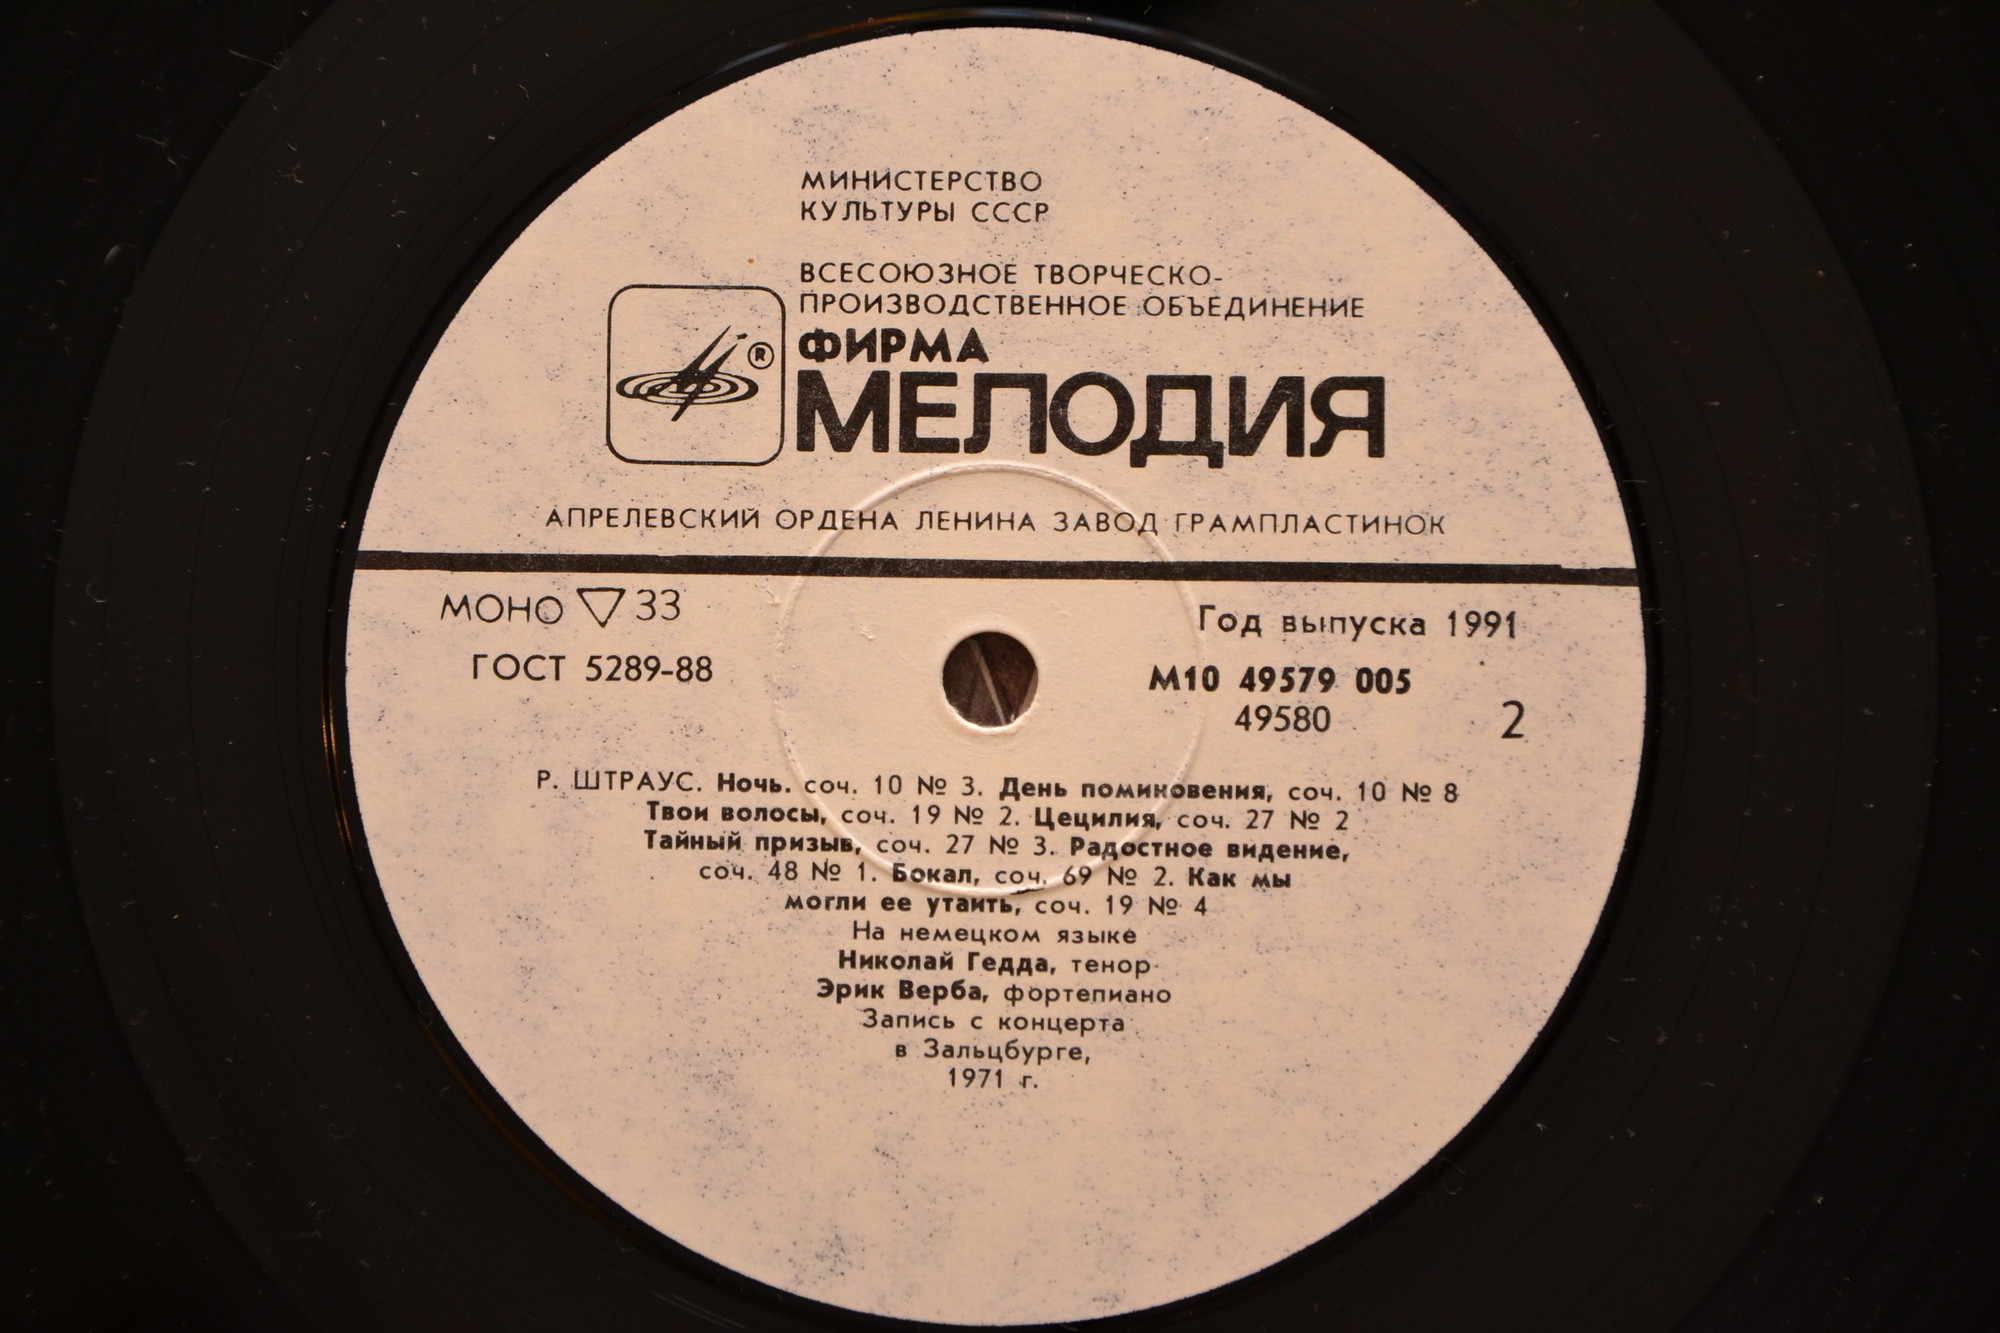 МИНИСТЕРСТВО
КУЛЬТУРЫ СССР
ВСЕСОЮЗНОЕ ТВОРЧЕСКО-
ПРОИЗВОДСТВЕННОЕ ОБЪЕДИНЕНИЕ
ФИРМА
®
МЕЛОДИЯ
АПРЕЛЕВСКИЙ ОРДЕНА ЛЕНИНА ЗАВОД ГРАМПЛАСТИНОК
МОНО ▽ 33
Год выпуска 1991
ГОСТ 5289-88
М10 49579 005
49580
2
Р. ШТРАУС. Ночь. соч. 10 № 3. День поминовения, соч. 10 № 8
Твои волосы, соч. 19 № 2. Цецилия, соч. 27 № 2
Тайный призыв, соч. 27 № 3. Радостное видение,
соч. 48 № 1. Бокал, соч. 69 № 2. Как мы
могли ее утаить, соч. 19 № 4
На немецком языке
Николай Гедда, тенор
Эрик Верба, фортепиано
Запись с концерта
в Зальцбурге,
1971 г.